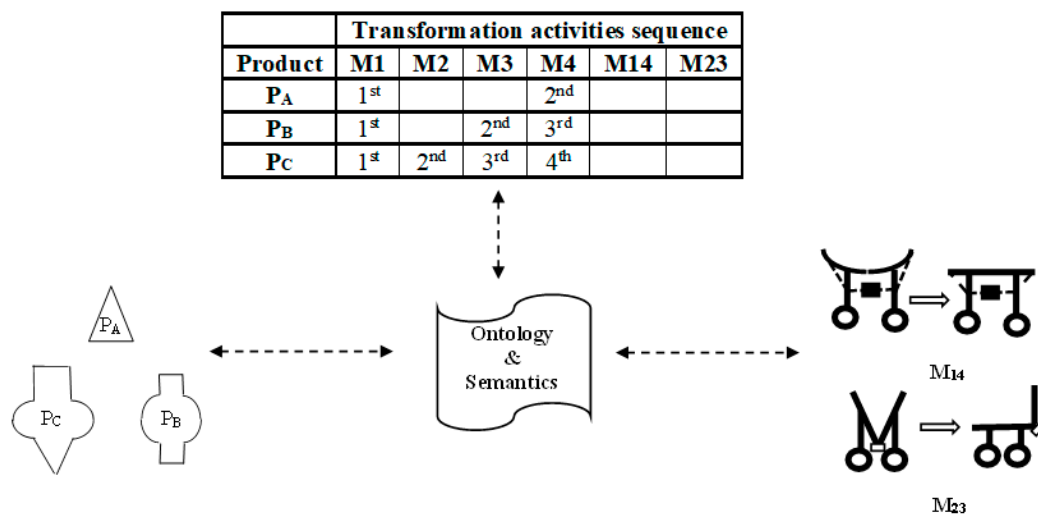 Transformation activities sequence
Product M1 M2 M3 M4 M14 M23
PA 1st 2nd
PB 1st 2nd 3rd
PC 1st 2nd 3rd 4th
PA
Ontology
&
Semantics
PC PB
M14
M23